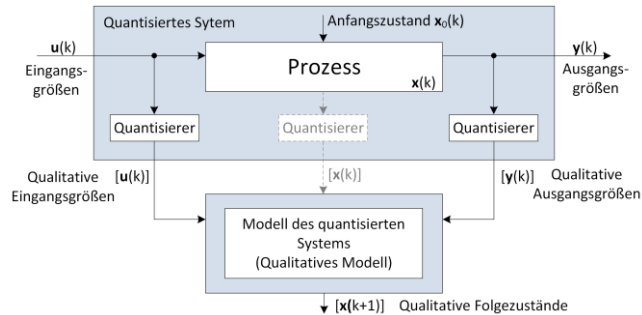 Quantisiertes Sytem
Anfangszustand x₀(k)
u(k)
Eingangs-
größen
Prozess
x(k)
y(k)
Ausgangs-
größen
Quantisierer
Quantisierer
Quantisierer
Qualitative
Eingangsgrößen
[u(k)]
[x(k)]
[y(k)]
Qualitative
Ausgangsgrößen
Modell des quantisierten
Systems
(Qualitatives Modell)
[x(k+1)] Qualitative Folgezustände